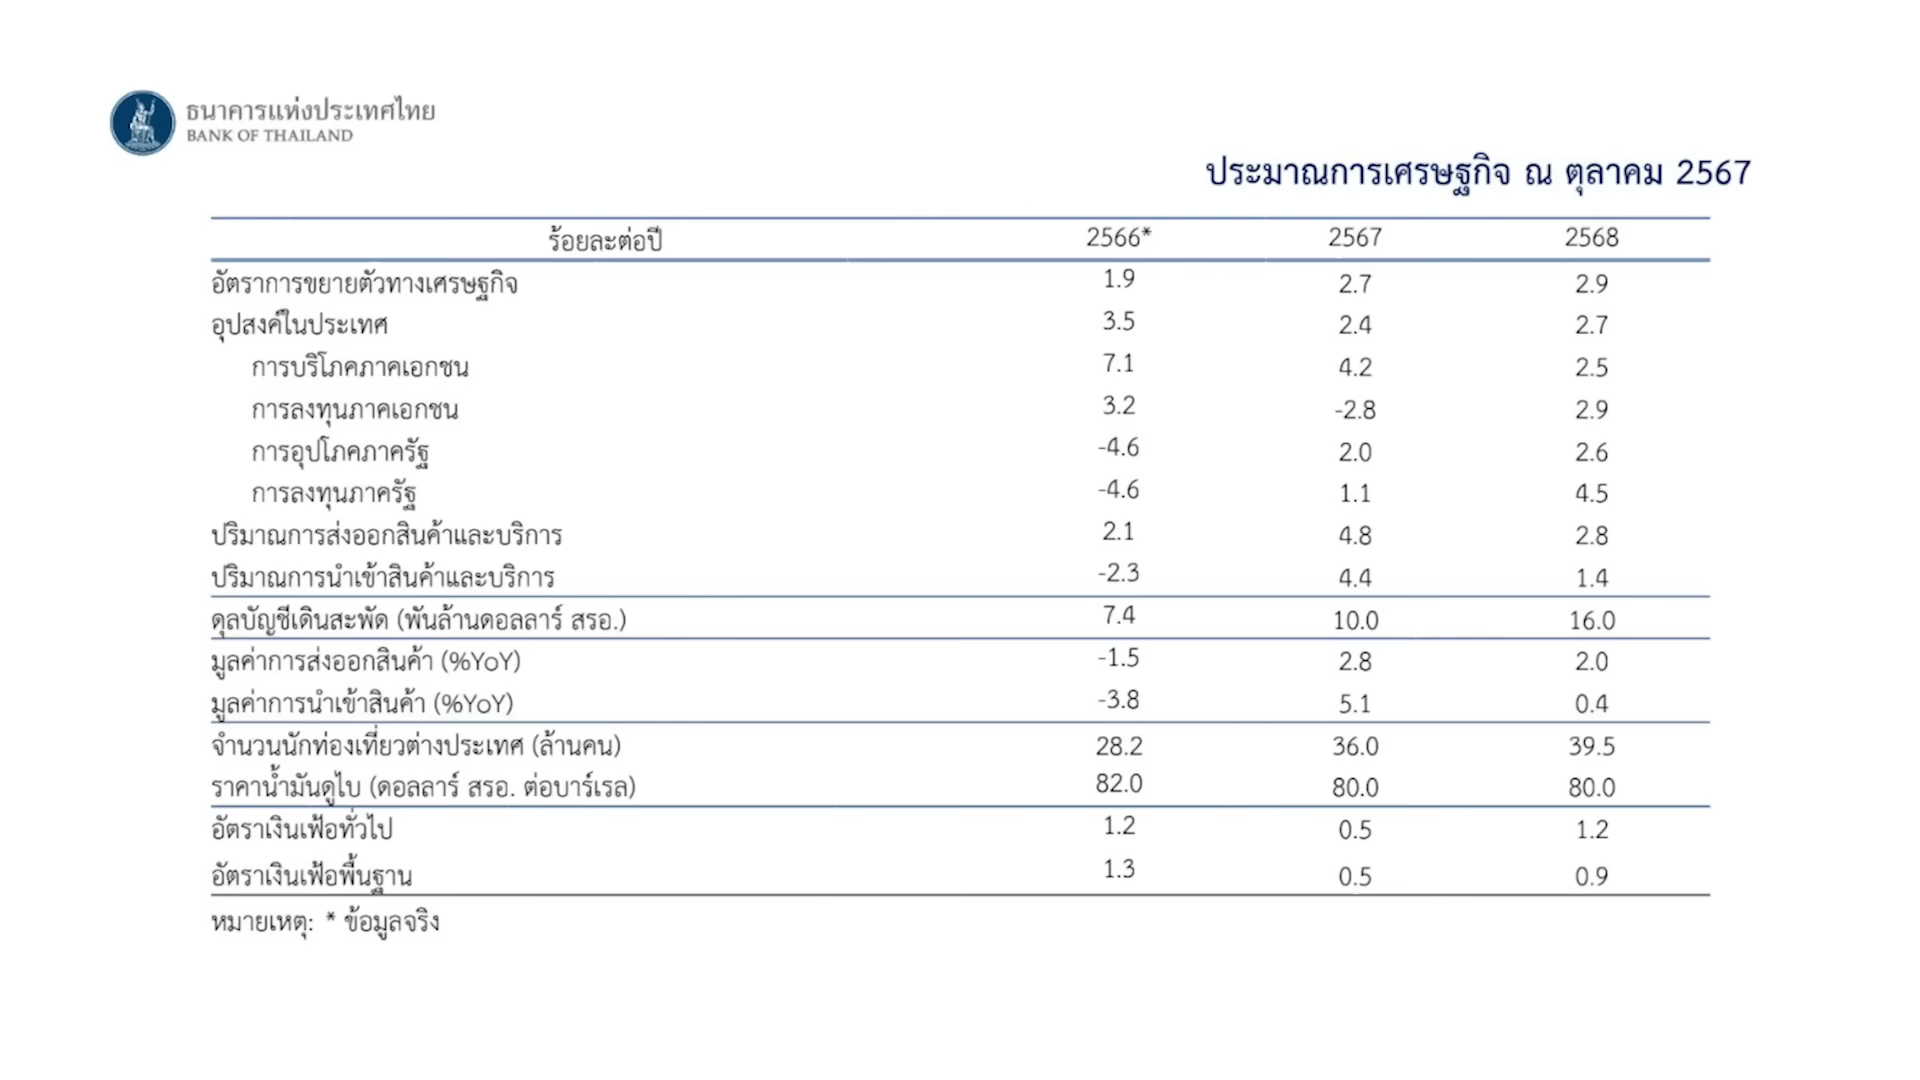 ธนาคารแห่งประเทศไทย
BANK OF THAILAND
ประมาณการเศรษฐกิจ ณ ตุลาคม 2567
ร้อยละต่อปี 2566* 2567 2568
อัตราการขยายตัวทางเศรษฐกิจ 1.9 2.7 2.9
อุปสงค์ในประเทศ 3.5 2.4 2.7
การบริโภคภาคเอกชน 7.1 4.2 2.5
การลงทุนภาคเอกชน 3.2 -2.8 2.9
การอุปโภคภาครัฐ -4.6 2.0 2.6
การลงทุนภาครัฐ -4.6 1.1 4.5
ปริมาณการส่งออกสินค้าและบริการ 2.1 4.8 2.8
ปริมาณการนำเข้าสินค้าและบริการ -2.3 4.4 1.4
ดุลบัญชีเดินสะพัด (พันล้านดอลลาร์ สรอ.) 7.4 10.0 16.0
มูลค่าการส่งออกสินค้า (%YoY) -1.5 2.8 2.0
มูลค่าการนำเข้าสินค้า (%YoY) -3.8 5.1 0.4
จำนวนนักท่องเที่ยวต่างประเทศ (ล้านคน) 28.2 36.0 39.5
ราคาน้ำมันดูไบ (ดอลลาร์ สรอ. ต่อบาร์เรล) 82.0 80.0 80.0
อัตราเงินเฟ้อทั่วไป 1.2 0.5 1.2
อัตราเงินเฟ้อพื้นฐาน 1.3 0.5 0.9
หมายเหตุ: * ข้อมูลจริง